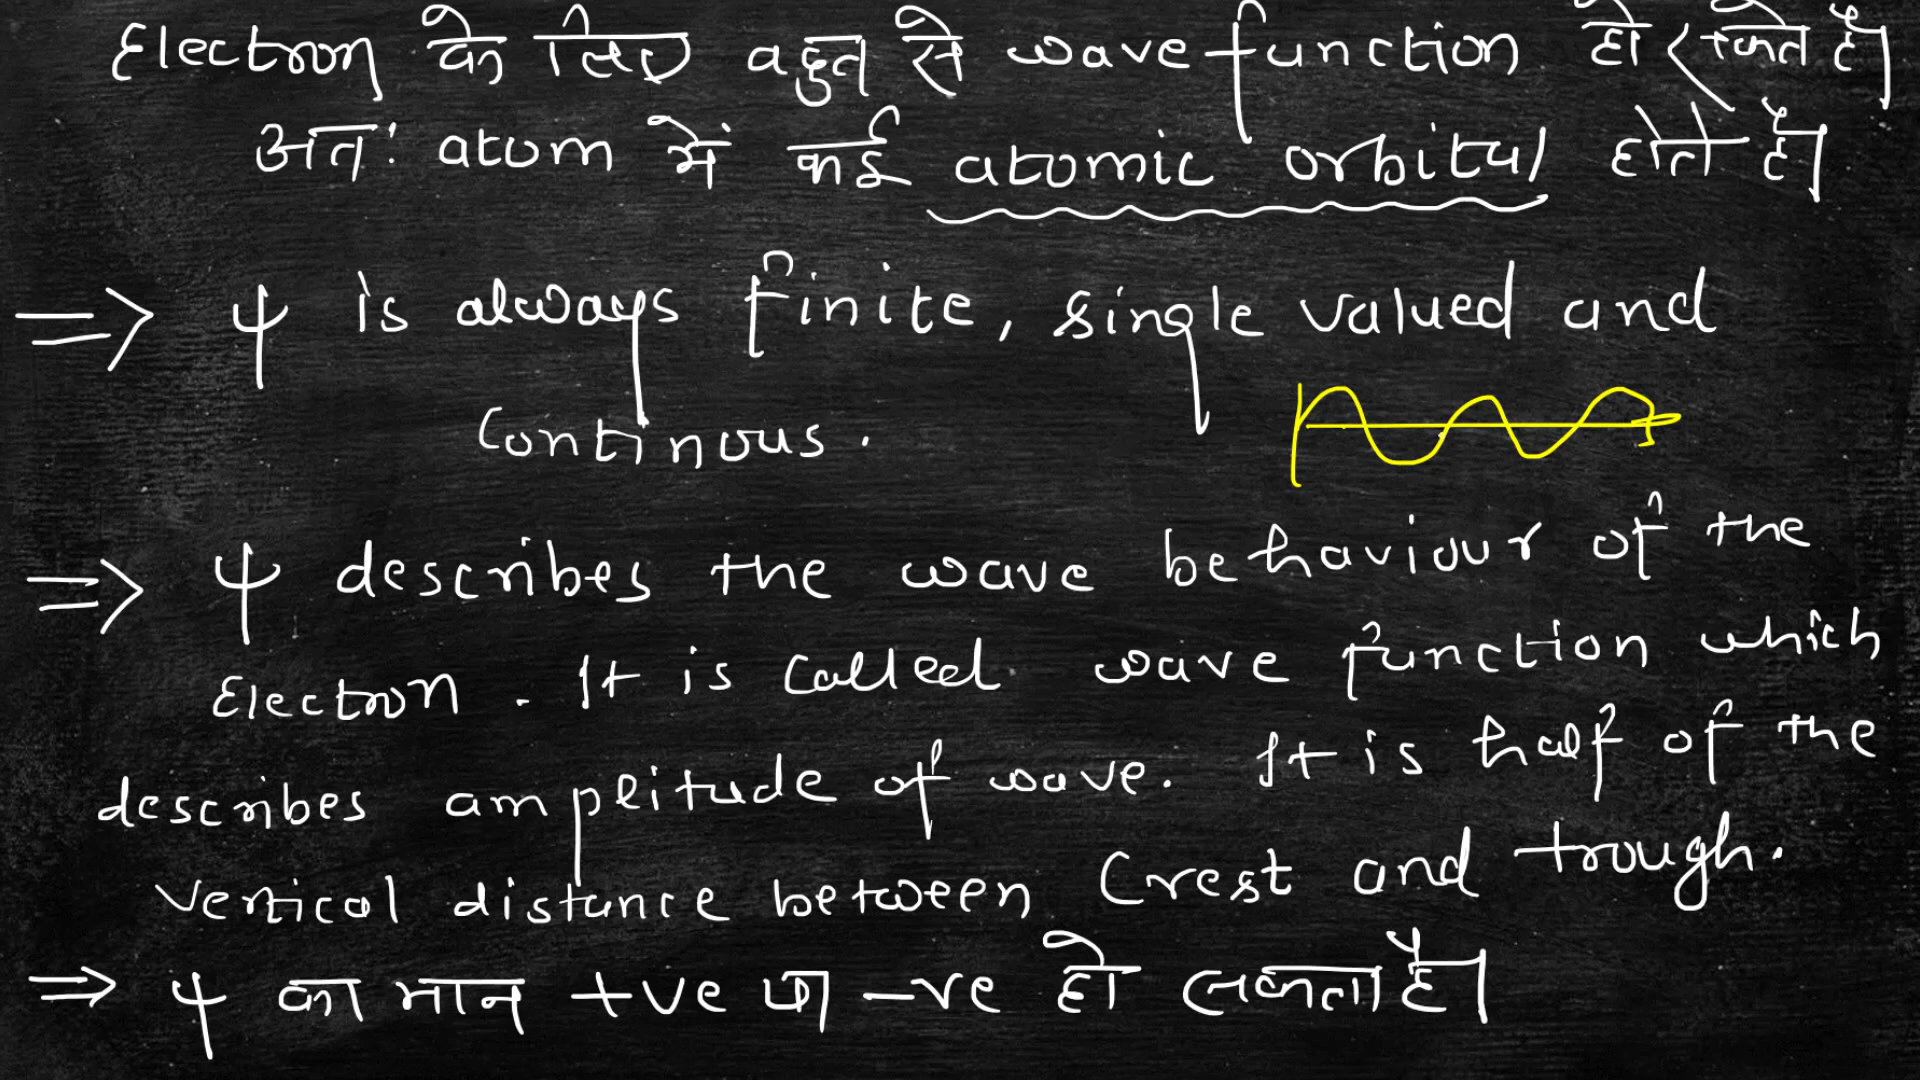 Electron के लिए बहुत से wave function हो सकते है।
अतः atom में कई atomic orbital होते है।
⇒ ψ is always finite, single valued and
continous.
⇒ ψ describes the wave behaviour of the
Electron. It is called wave function which
describes amplitude of wave. It is half of the
vertical distance between Crest and trough.
⇒ ψ का मान +ve या -ve हो सकता है।